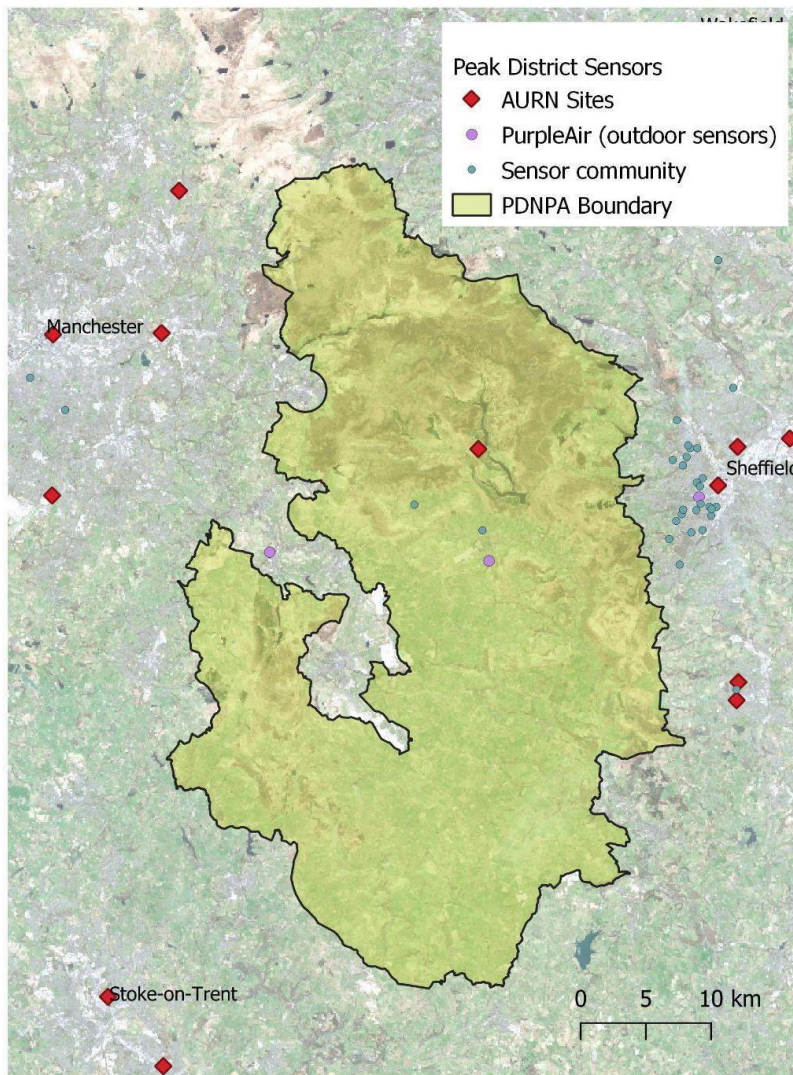 Peak District Sensors
AURN Sites
PurpleAir (outdoor sensors)
Sensor community
PDNPA Boundary
Manchester
Sheffield
Stoke-on-Trent
0 5 10 km